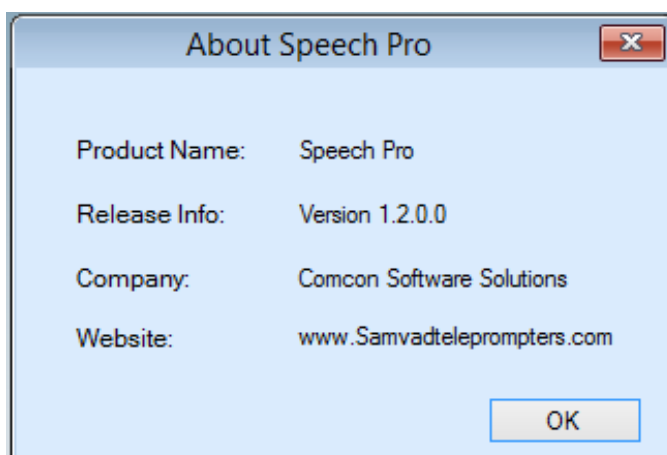 About Speech Pro
Product Name: Speech Pro
Release Info: Version 1.2.0.0
Company: Comcon Software Solutions
Website: www.Samvadteleprompters.com
OK